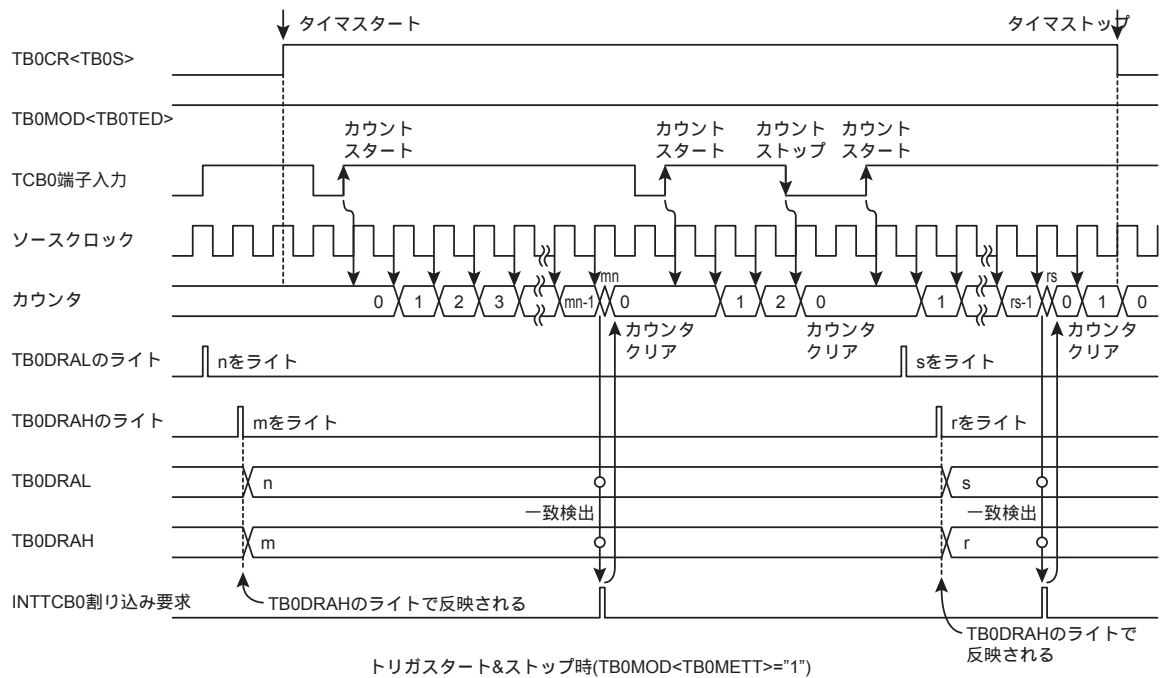 タイマスタート
タイマストップ
TB0CR<TB0S>
TB0MOD<TB0TED>
カウント
スタート
カウント
スタート
カウント
ストップ
カウント
スタート
TCB0端子入力
ソースクロック
カウンタ
0 1 2 3 mn-1 mn 0 1 2 0 1 rs-1 rs 0 1 0
カウンタ
クリア
カウンタ
クリア
カウンタ
クリア
TB0DRALのライト
nをライト
sをライト
TB0DRAHのライト
mをライト
rをライト
TB0DRAL
n
s
一致検出
一致検出
TB0DRAH
m
r
INTTCB0割り込み要求
TB0DRAHのライトで反映される
TB0DRAHのライトで
反映される
トリガスタート&ストップ時(TB0MOD<TB0METT>=”1”)